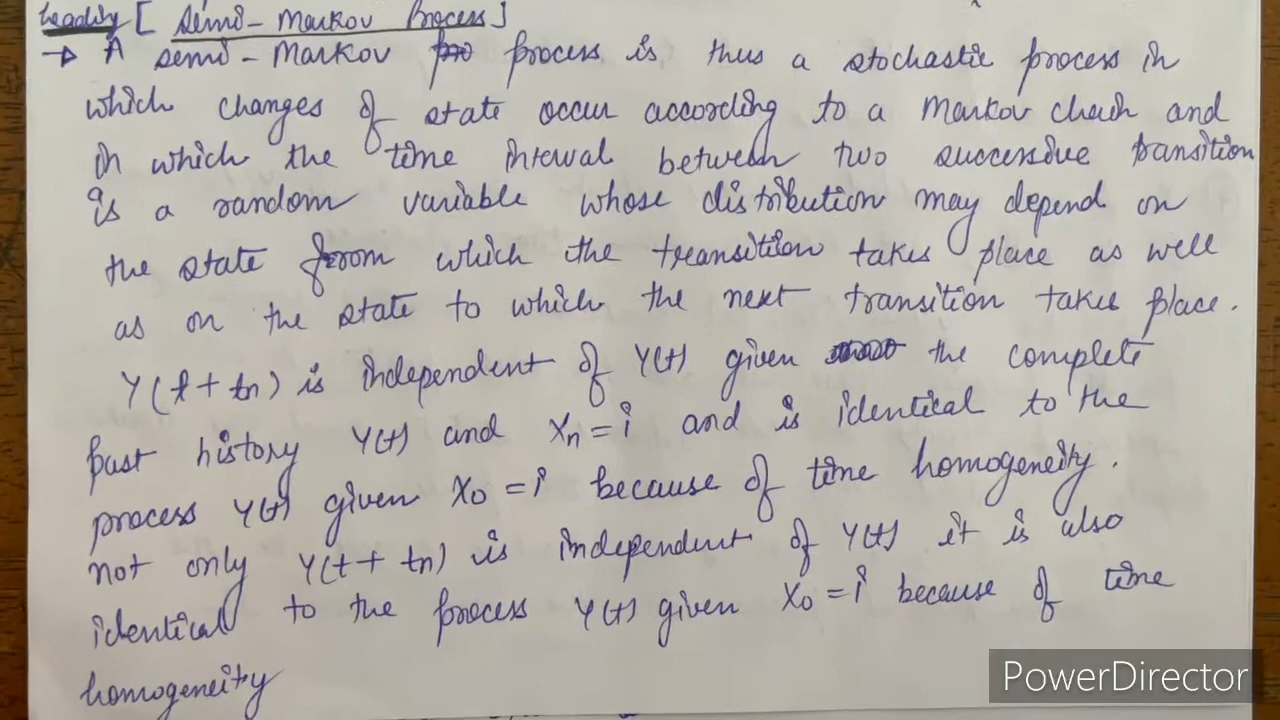 heading [ Semi-Markov Process]
→ A semi-Markov process is thus a stochastic process in
which changes of state occur according to a Markov chain and
in which the time interval between two successive transition
is a random variable whose distribution may depend on
the state from which the transition takes place as well
as on the state to which the next transition takes place.
Y(t+tn) is independent of Y(t) given the complete
past history Y(t) and Xn=i and is identical to the
process Y(t) given X0=i because of time homogeneity.
not only Y(t+tn) is independent of Y(t) it is also
identical to the process Y(t) given X0=i because of time
homogeneity
PowerDirector